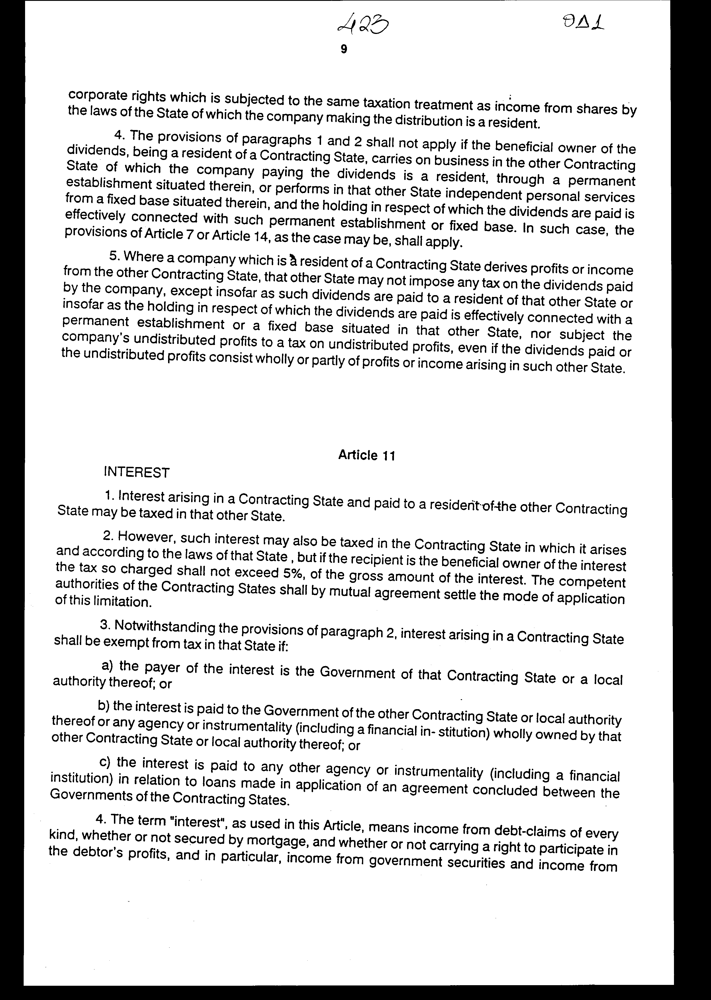 423
ΘΔ1
9
corporate rights which is subjected to the same taxation treatment as income from shares by
the laws of the State of which the company making the distribution is a resident.
4. The provisions of paragraphs 1 and 2 shall not apply if the beneficial owner of the
dividends, being a resident of a Contracting State, carries on business in the other Contracting
State of which the company paying the dividends is a resident, through a permanent
establishment situated therein, or performs in that other State independent personal services
from a fixed base situated therein, and the holding in respect of which the dividends are paid is
effectively connected with such permanent establishment or fixed base. In such case, the
provisions of Article 7 or Article 14, as the case may be, shall apply.
5. Where a company which is a resident of a Contracting State derives profits or income
from the other Contracting State, that other State may not impose any tax on the dividends paid
by the company, except insofar as such dividends are paid to a resident of that other State or
insofar as the holding in respect of which the dividends are paid is effectively connected with a
permanent establishment or a fixed base situated in that other State, nor subject the
company's undistributed profits to a tax on undistributed profits, even if the dividends paid or
the undistributed profits consist wholly or partly of profits or income arising in such other State.
Article 11
INTEREST
1. Interest arising in a Contracting State and paid to a resident of the other Contracting
State may be taxed in that other State.
2. However, such interest may also be taxed in the Contracting State in which it arises
and according to the laws of that State , but if the recipient is the beneficial owner of the interest
the tax so charged shall not exceed 5%, of the gross amount of the interest. The competent
authorities of the Contracting States shall by mutual agreement settle the mode of application
of this limitation.
3. Notwithstanding the provisions of paragraph 2, interest arising in a Contracting State
shall be exempt from tax in that State if:
a) the payer of the interest is the Government of that Contracting State or a local
authority thereof; or
b) the interest is paid to the Government of the other Contracting State or local authority
thereof or any agency or instrumentality (including a financial in- stitution) wholly owned by that
other Contracting State or local authority thereof; or
c) the interest is paid to any other agency or instrumentality (including a financial
institution) in relation to loans made in application of an agreement concluded between the
Governments of the Contracting States.
4. The term "interest", as used in this Article, means income from debt-claims of every
kind, whether or not secured by mortgage, and whether or not carrying a right to participate in
the debtor's profits, and in particular, income from government securities and income from